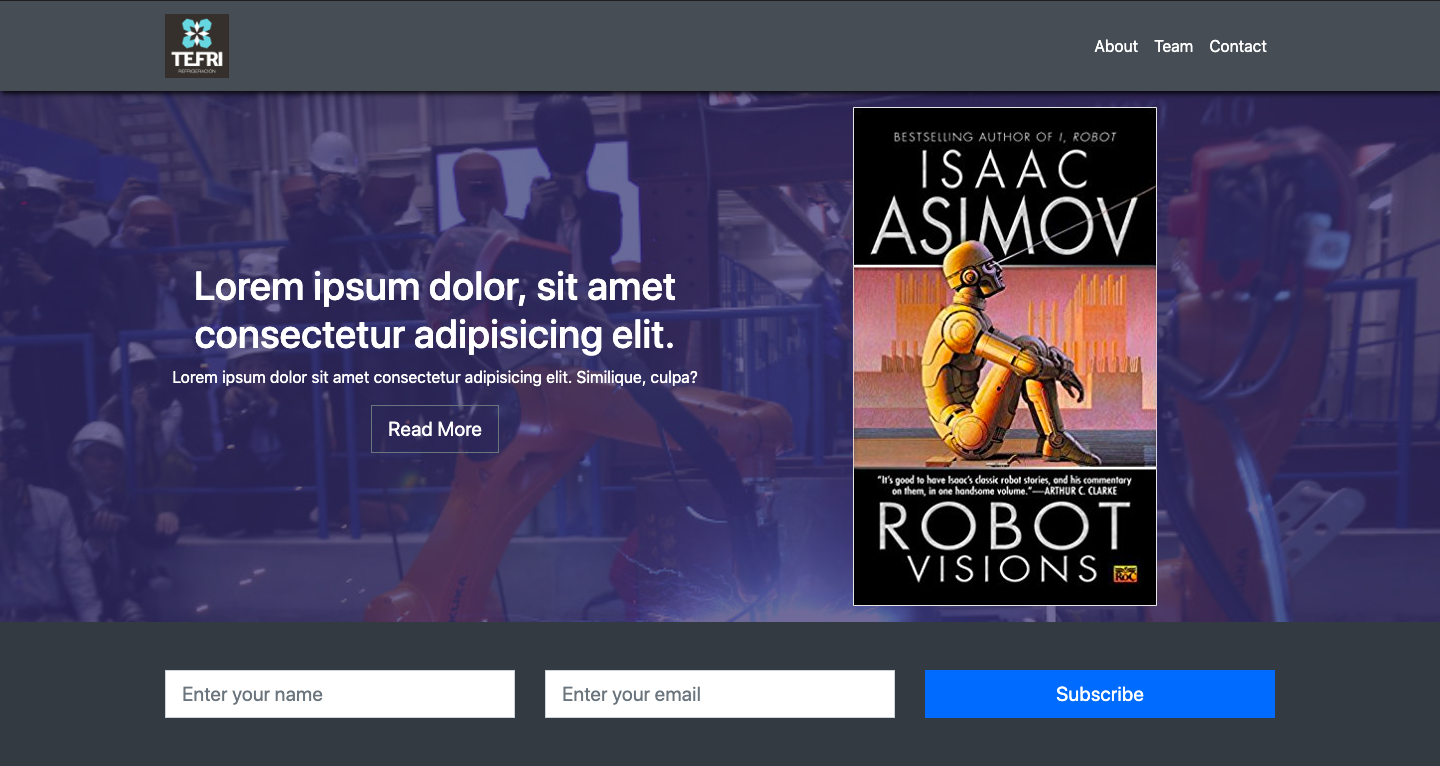 TEFRI
REFRIGERACIÓN
About Team Contact
Lorem ipsum dolor, sit amet
consectetur adipisicing elit.
Lorem ipsum dolor sit amet consectetur adipisicing elit. Similique, culpa?
Read More
BESTSELLING AUTHOR OF I, ROBOT
ISAAC
ASIMOV
"It's good to have Isaac's classic robot stories, and his commentary
on them, in one handsome volume."—ARTHUR C. CLARKE
ROBOT
VISIONS
ROC
4.0
KUKA
Enter your name
Enter your email
Subscribe